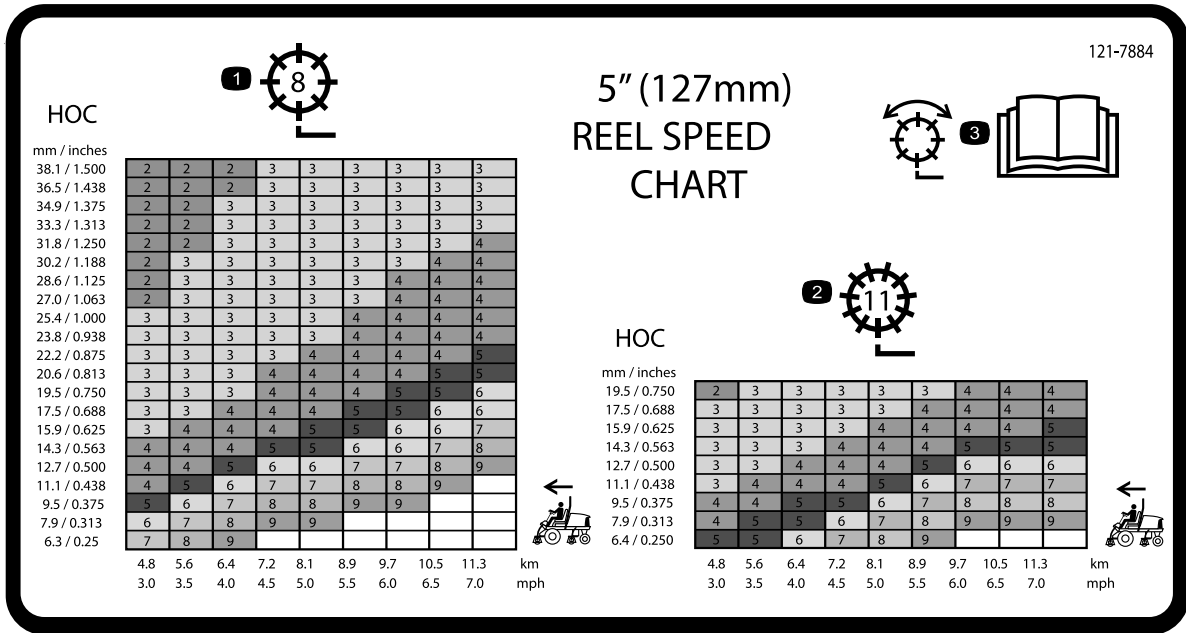 121-7884
1
8
5” (127mm)
REEL SPEED
CHART
3
HOC
mm / inches
38.1 / 1.500 2 2 2 3 3 3 3 3 3
36.5 / 1.438 2 2 2 3 3 3 3 3 3
34.9 / 1.375 2 2 3 3 3 3 3 3 3
33.3 / 1.313 2 2 3 3 3 3 3 3 3
31.8 / 1.250 2 2 3 3 3 3 3 3 4
30.2 / 1.188 2 3 3 3 3 3 3 4 4
28.6 / 1.125 2 3 3 3 3 3 4 4 4
27.0 / 1.063 2 3 3 3 3 3 4 4 4
25.4 / 1.000 3 3 3 3 3 4 4 4 4
23.8 / 0.938 3 3 3 3 3 4 4 4 4
22.2 / 0.875 3 3 3 3 4 4 4 4 5
20.6 / 0.813 3 3 3 4 4 4 4 5 5
19.5 / 0.750 3 3 3 4 4 4 5 5 6
17.5 / 0.688 3 3 4 4 4 5 5 6 6
15.9 / 0.625 3 4 4 4 5 5 6 6 7
14.3 / 0.563 4 4 4 5 5 6 6 7 8
12.7 / 0.500 4 4 5 6 6 7 7 8 9
11.1 / 0.438 4 5 6 7 7 8 8 9
9.5 / 0.375 5 6 7 8 8 9 9
7.9 / 0.313 6 7 8 9 9
6.3 / 0.25 7 8 9
4.8 5.6 6.4 7.2 8.1 8.9 9.7 10.5 11.3 km
3.0 3.5 4.0 4.5 5.0 5.5 6.0 6.5 7.0 mph
2
11
HOC
mm / inches
19.5 / 0.750 2 3 3 3 3 3 4 4 4
17.5 / 0.688 3 3 3 3 3 4 4 4 4
15.9 / 0.625 3 3 3 3 4 4 4 4 5
14.3 / 0.563 3 3 3 4 4 4 5 5 5
12.7 / 0.500 3 3 4 4 4 5 6 6 6
11.1 / 0.438 3 4 4 4 5 6 7 7 7
9.5 / 0.375 4 4 5 5 6 7 8 8 8
7.9 / 0.313 4 5 5 6 7 8 9 9 9
6.4 / 0.250 5 5 6 7 8 9
4.8 5.6 6.4 7.2 8.1 8.9 9.7 10.5 11.3 km
3.0 3.5 4.0 4.5 5.0 5.5 6.0 6.5 7.0 mph